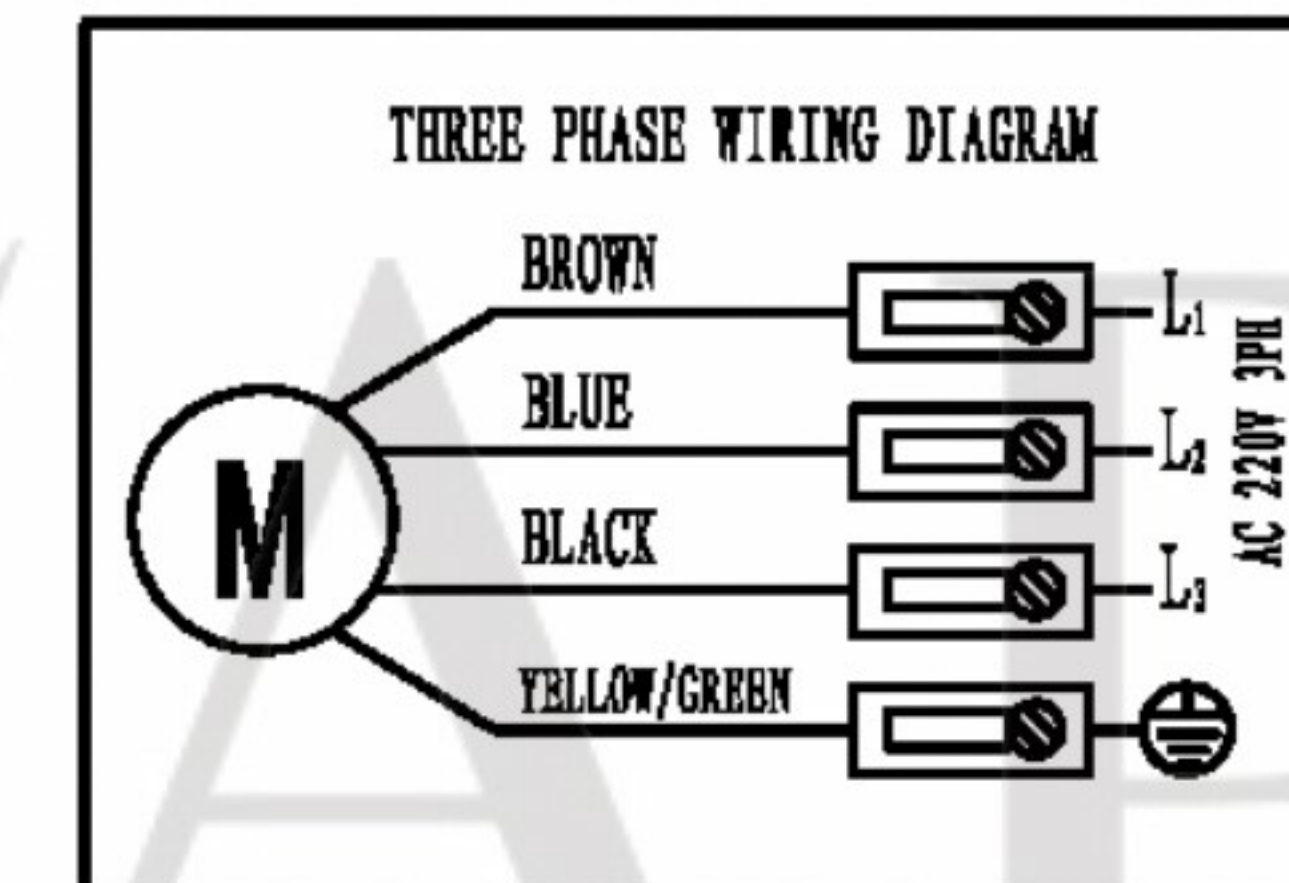 THREE PHASE WIRING DIAGRAM
BROWN
L1
BLUE
L2
BLACK
L3
YELLOW/GREEN
M
AC 220V 3PH